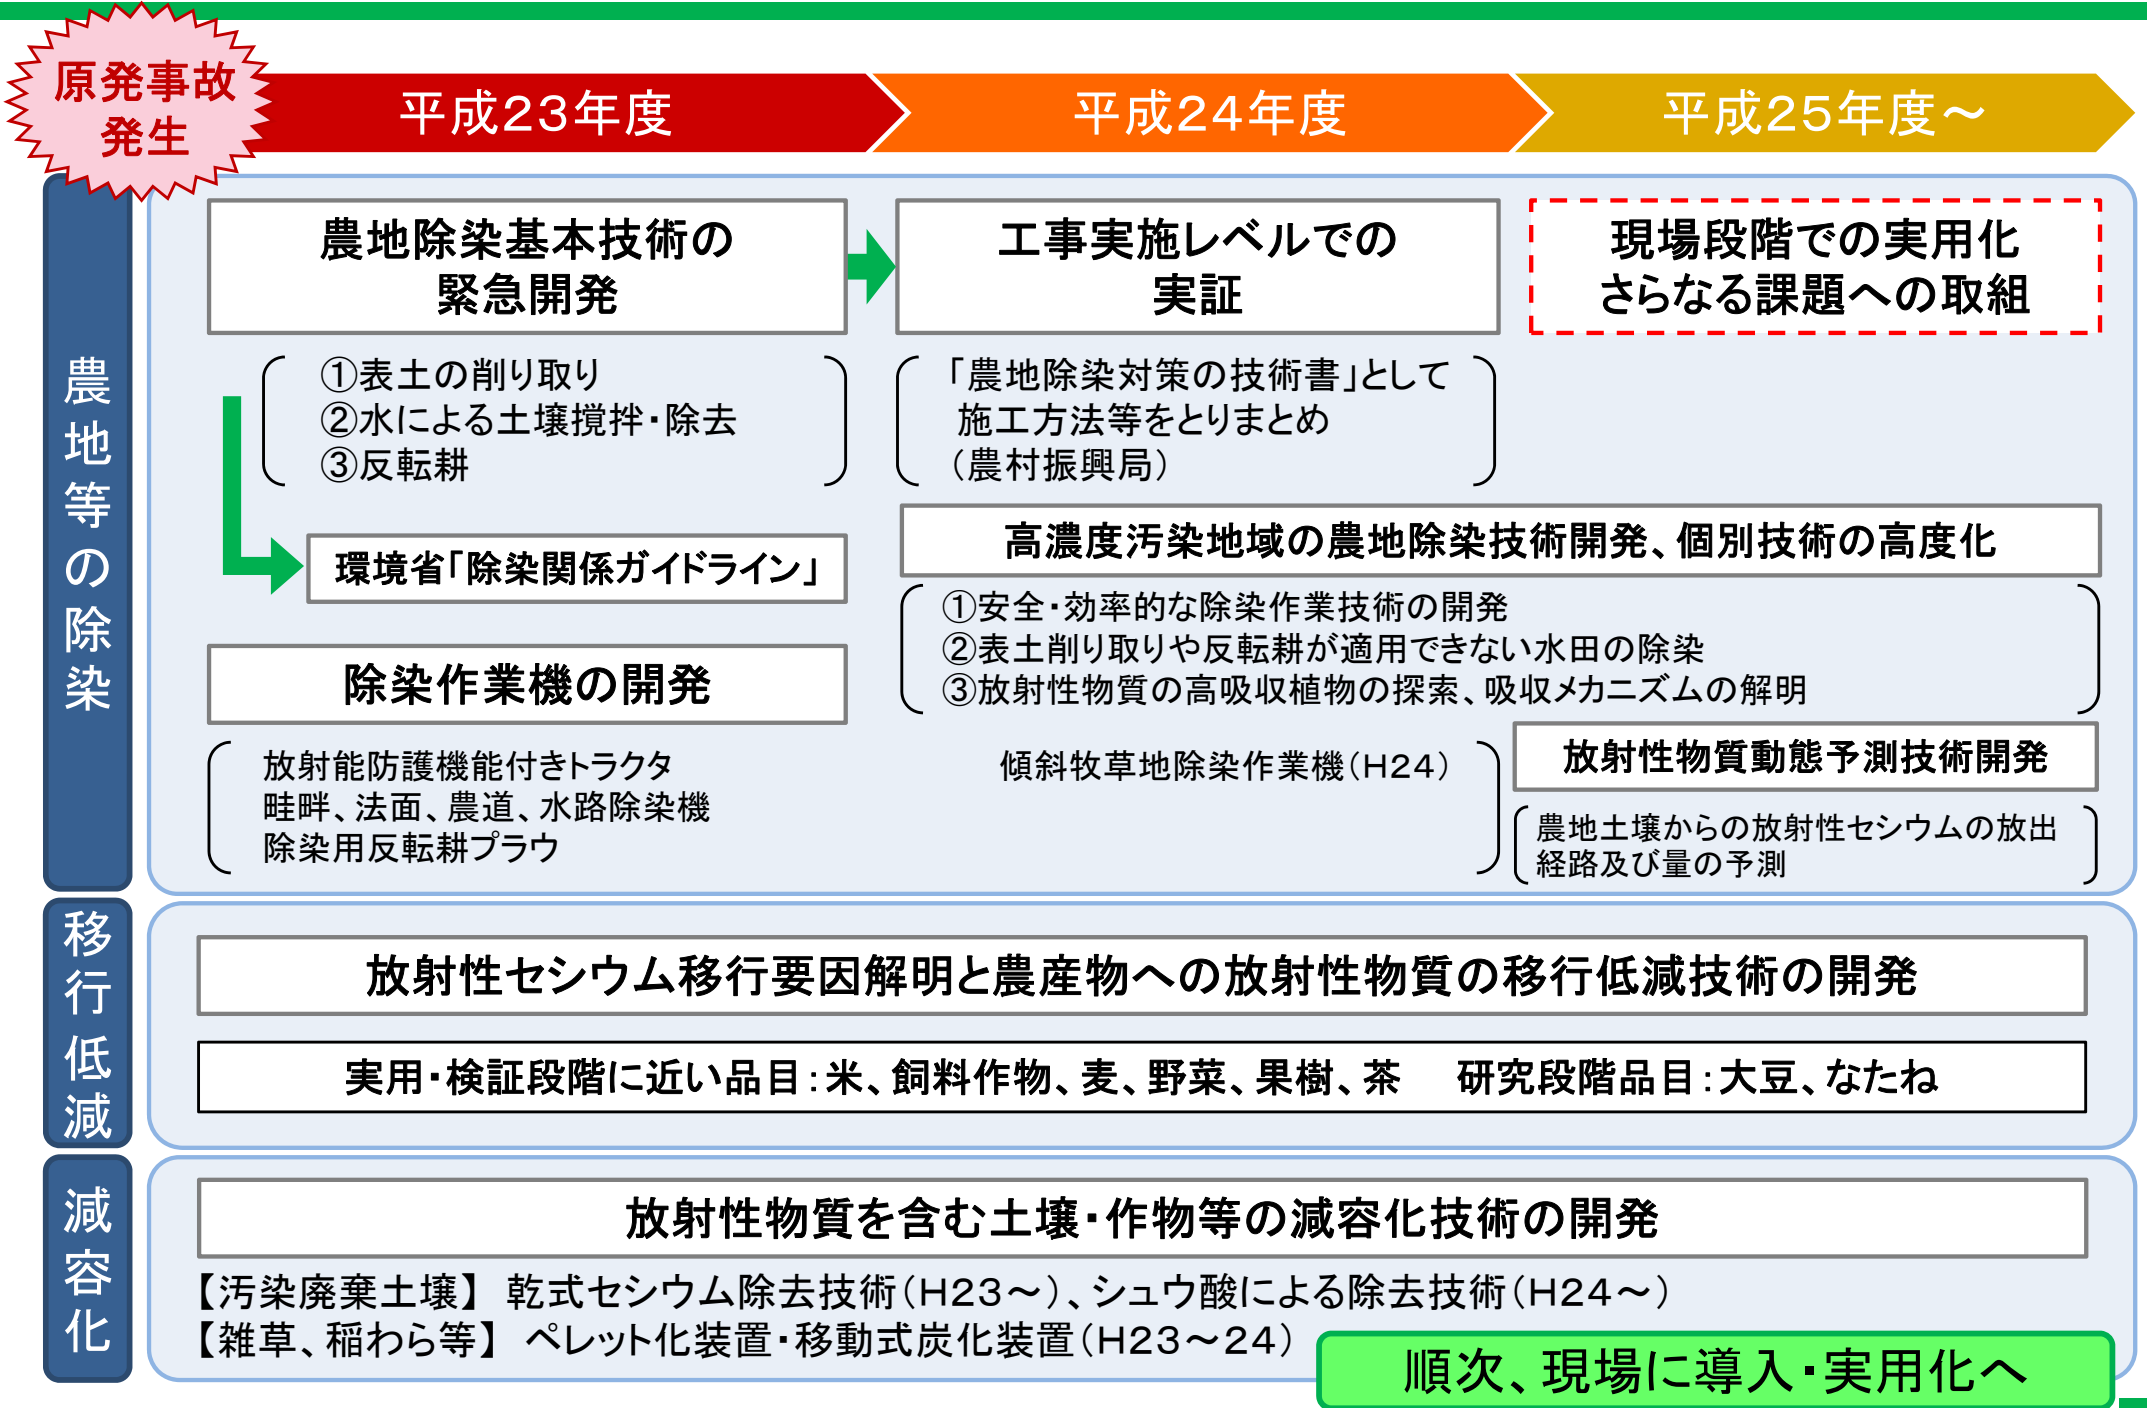 原発事故
発生
平成23年度
平成24年度
平成25年度～
農地等の除染
農地除染基本技術の
緊急開発
工事実施レベルでの
実証
現場段階での実用化
さらなる課題への取組
①表土の削り取り
②水による土壌撹拌・除去
③反転耕
「農地除染対策の技術書」として
施工方法等をとりまとめ
（農村振興局）
環境省「除染関係ガイドライン」
高濃度汚染地域の農地除染技術開発、個別技術の高度化
①安全・効率的な除染作業技術の開発
②表土削り取りや反転耕が適用できない水田の除染
③放射性物質の高吸収植物の探索、吸収メカニズムの解明
除染作業機の開発
放射能防護機能付きトラクタ
畦畔、法面、農道、水路除染機
除染用反転耕プラウ
傾斜牧草地除染作業機（H24）
放射性物質動態予測技術開発
農地土壌からの放射性セシウムの放出
経路及び量の予測
移行低減
放射性セシウム移行要因解明と農産物への放射性物質の移行低減技術の開発
実用・検証段階に近い品目：米、飼料作物、麦、野菜、果樹、茶　研究段階品目：大豆、なたね
減容化
放射性物質を含む土壌・作物等の減容化技術の開発
【汚染廃棄土壌】 乾式セシウム除去技術（H23～）、シュウ酸による除去技術（H24～）
【雑草、稲わら等】 ペレット化装置・移動式炭化装置（H23～24）
順次、現場に導入・実用化へ